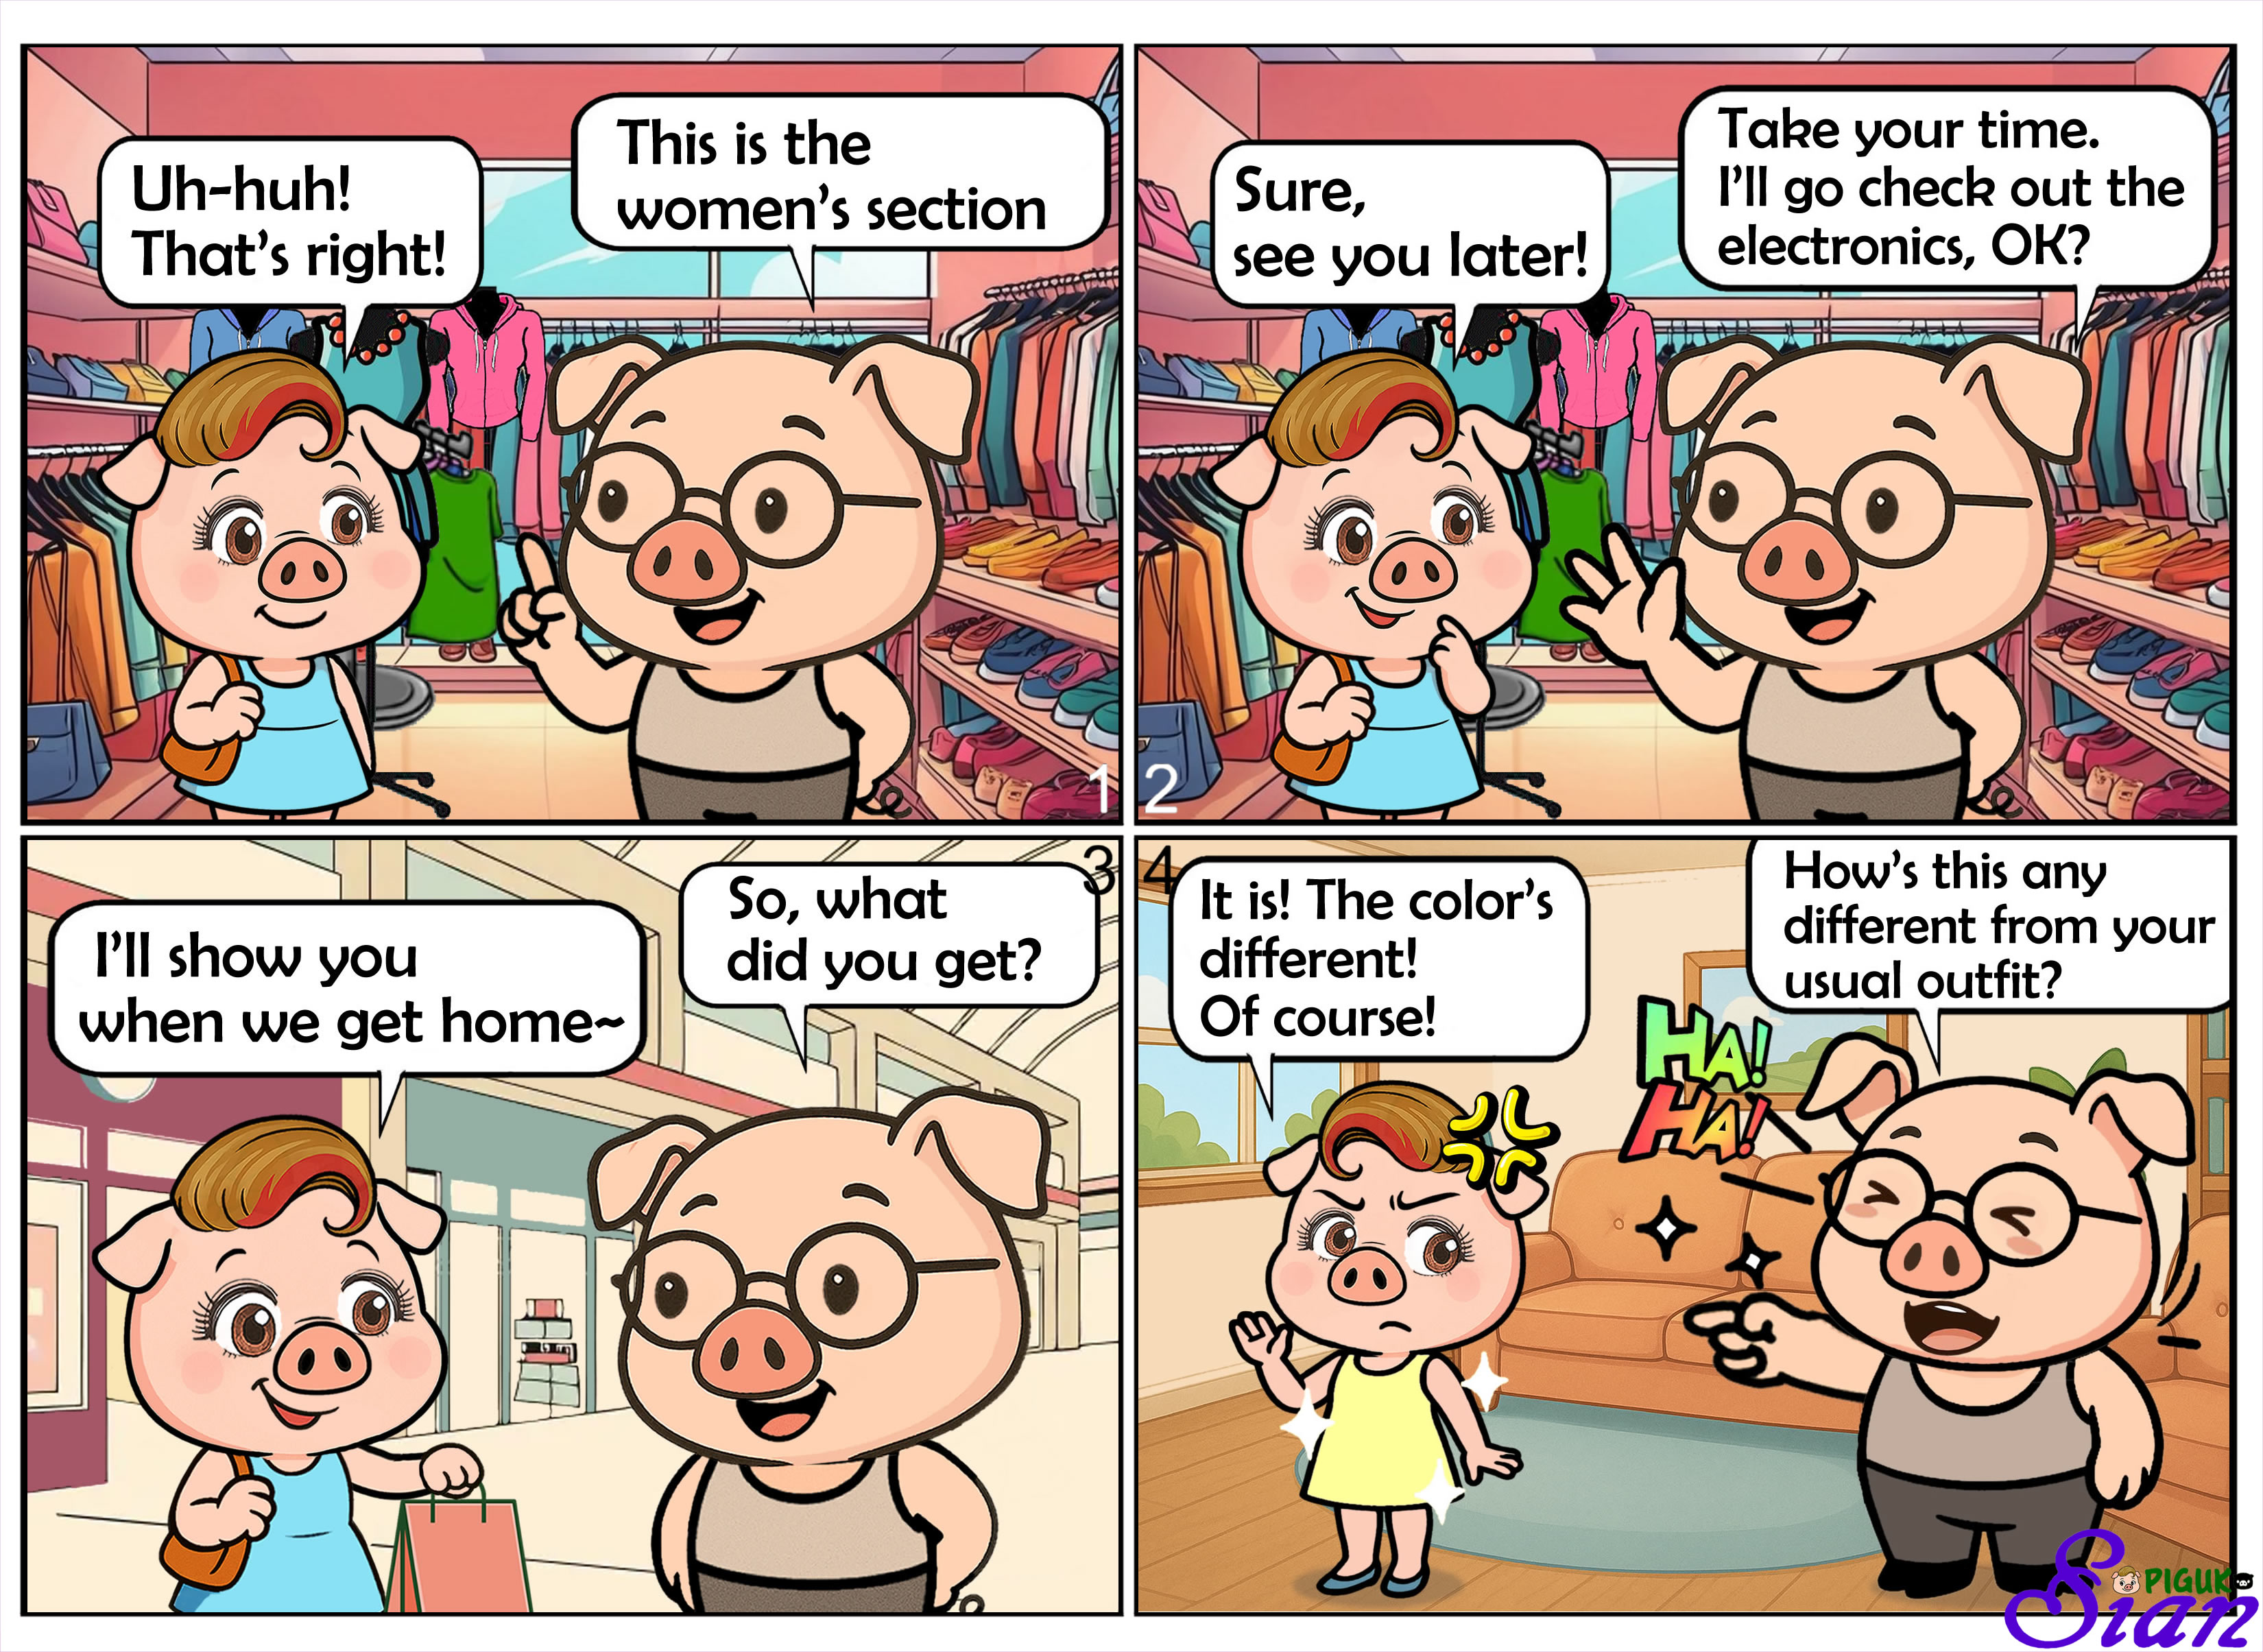 This is the
women's section
Uh-huh!
That's right!
1
Take your time.
I'll go check out the
electronics, OK?
Sure,
see you later!
2
So, what
did you get?
I'll show you
when we get home~
3
How's this any
different from your
usual outfit?
HA!
HA!
It is! The color's
different!
Of course!
4
PIGUK
Sian